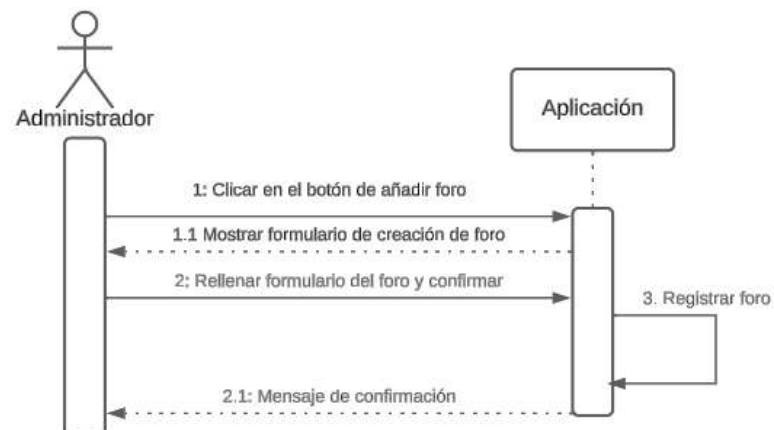 Administrador
Aplicación
1: Clicar en el botón de añadir foro
1.1 Mostrar formulario de creación de foro
2: Rellenar formulario del foro y confirmar
3. Registrar foro
2.1: Mensaje de confirmación